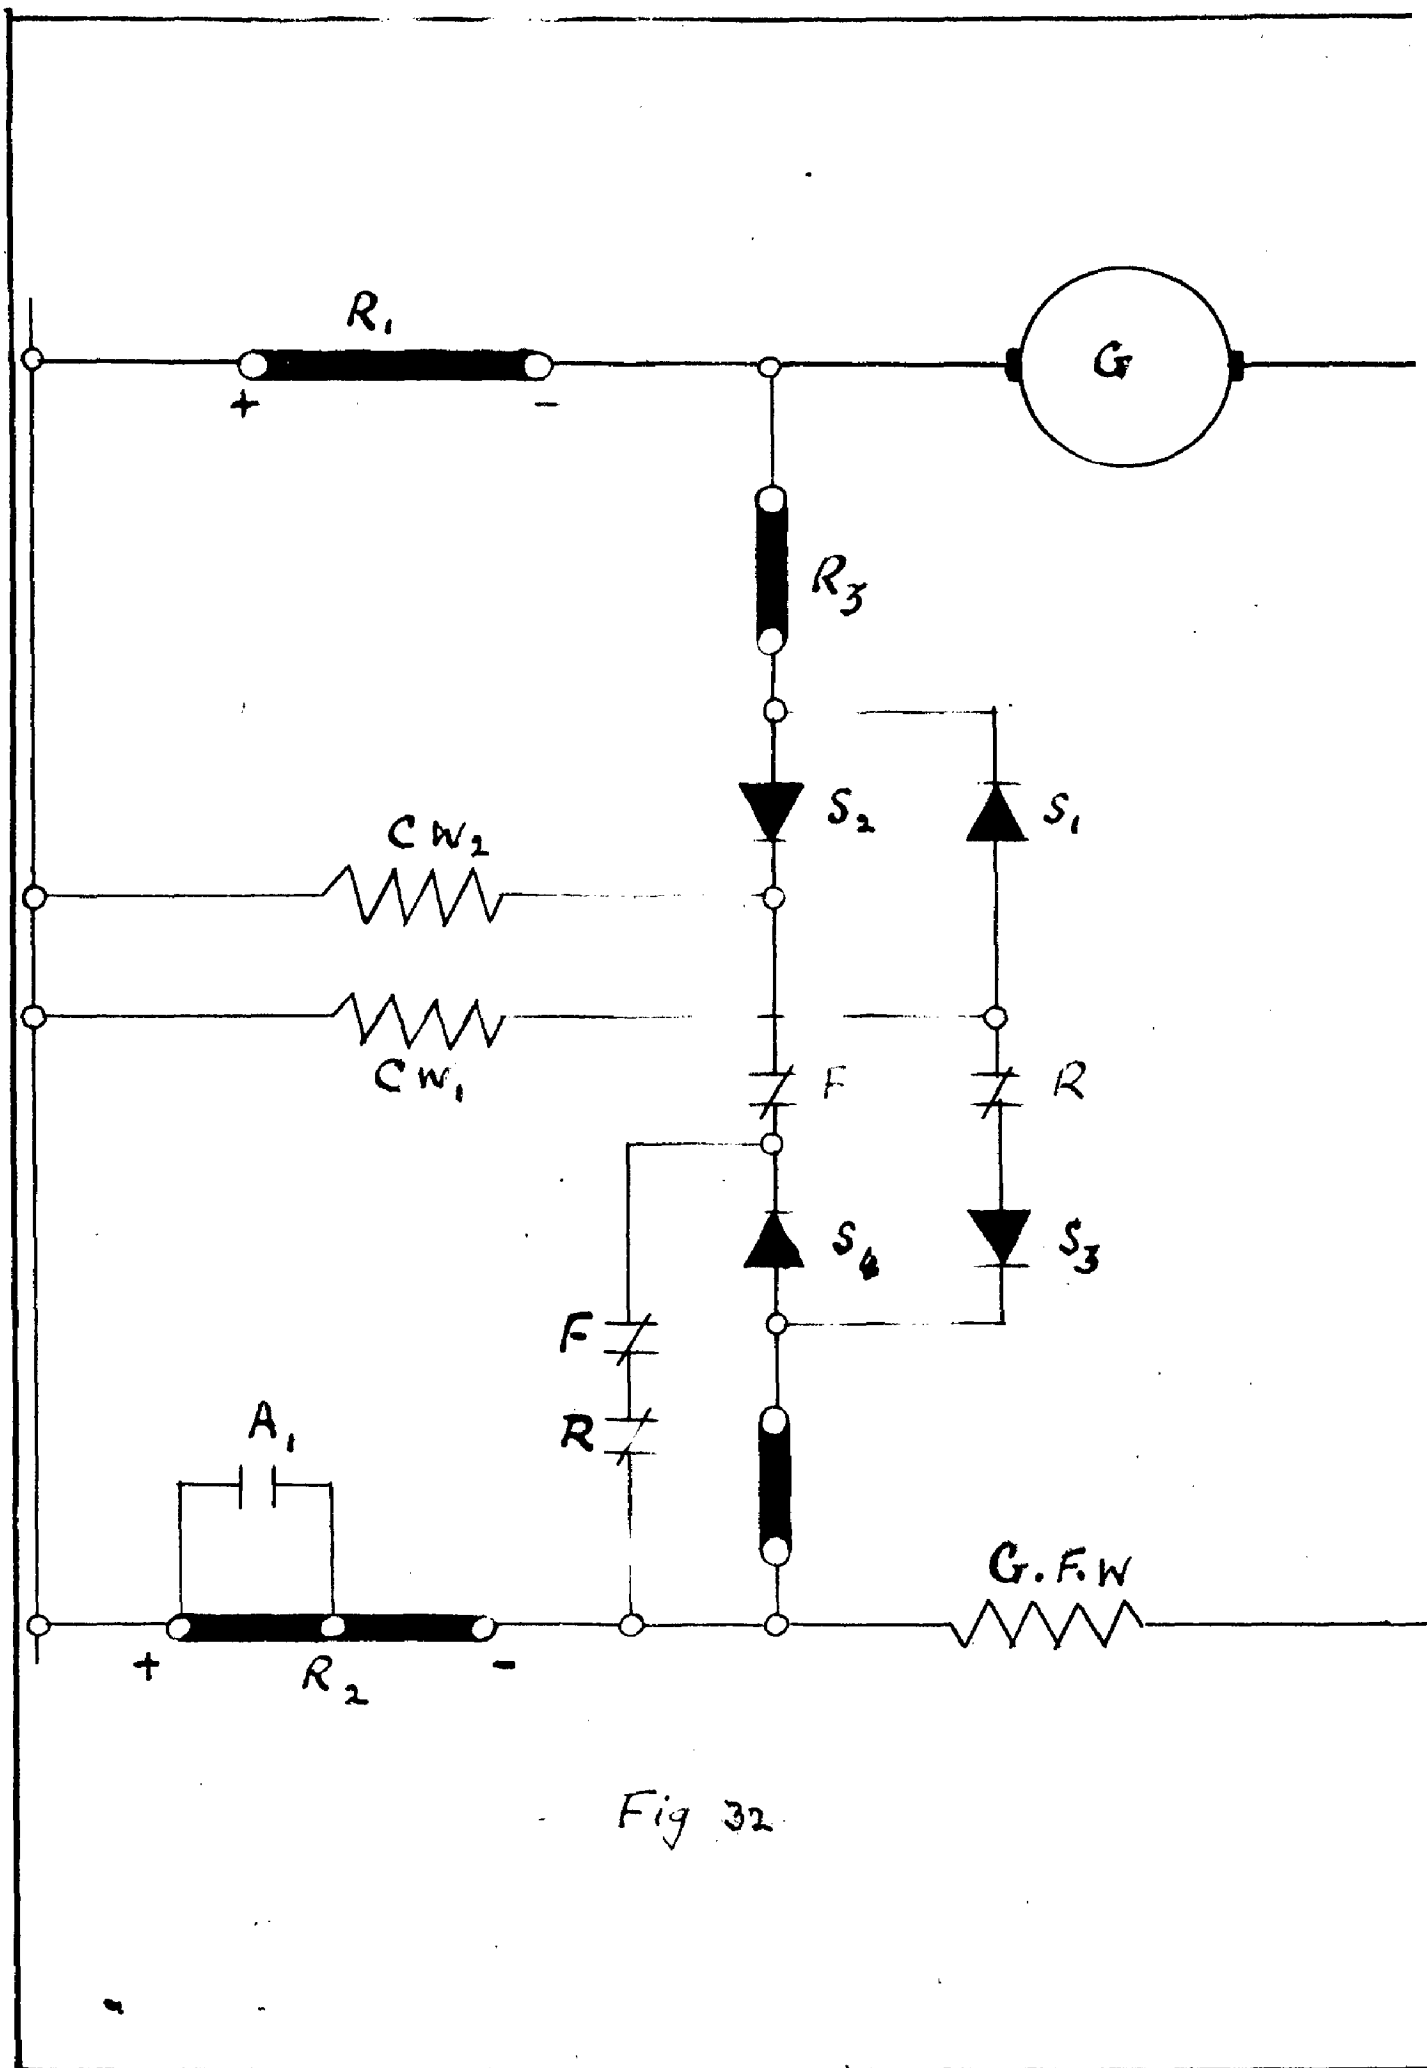 R₁
+ -
G
R₃
S₂
S₁
CW₂
CW₁
F
R
S₄
S₃
F
R
A₁
G.F.W
+ -
R₂
Fig 32